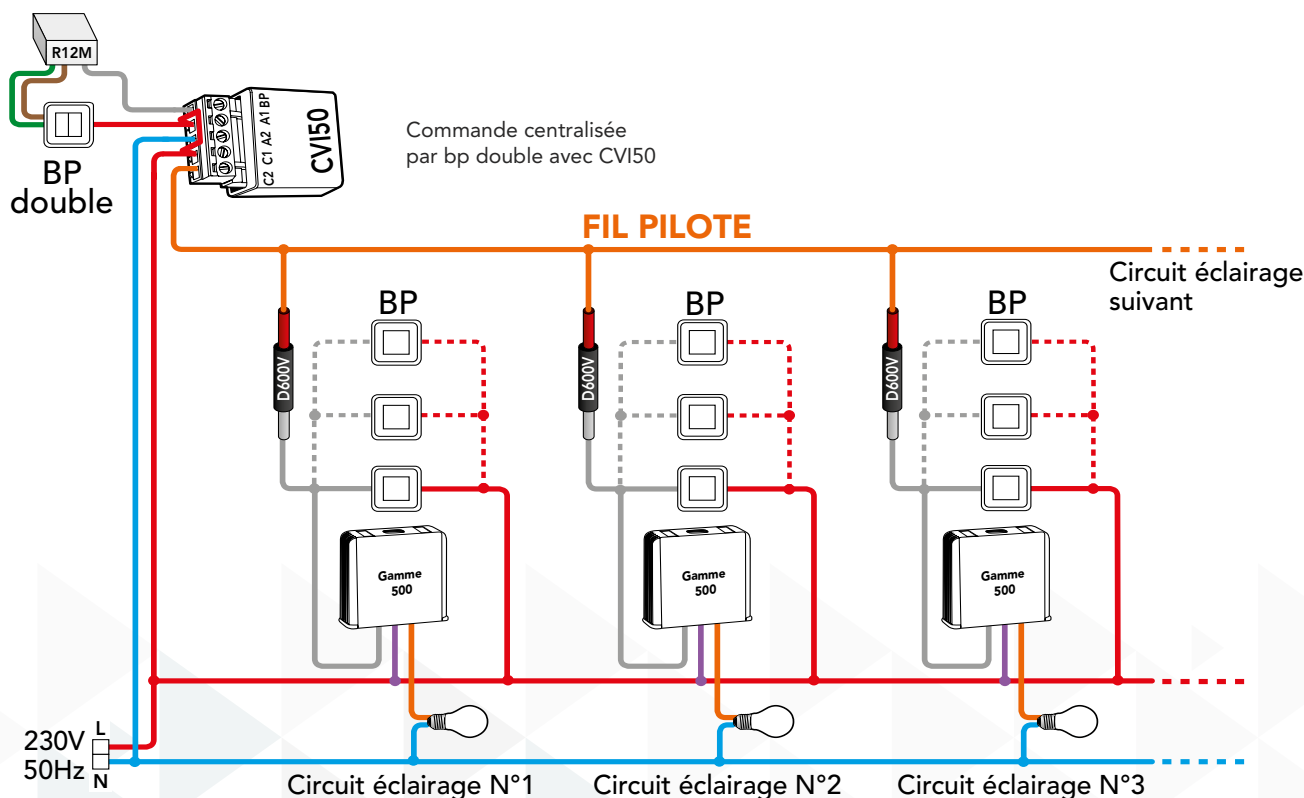 R12M
BP
double
C2 C1 A2 A1 BP
CVI50
Commande centralisée
par bp double avec CVI50
FIL PILOTE
Circuit éclairage
suivant
BP
BP
BP
D600V
D600V
D600V
Gamme
500
Gamme
500
Gamme
500
230V
50Hz
L
N
Circuit éclairage N°1
Circuit éclairage N°2
Circuit éclairage N°3